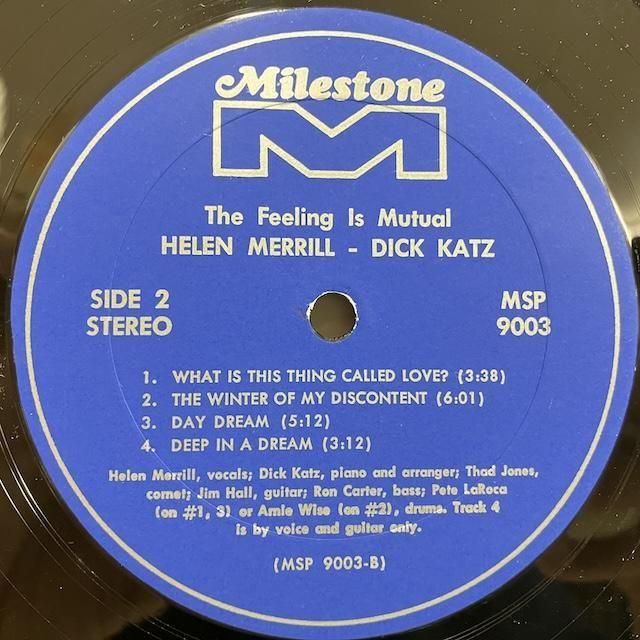 Milestone
M
The Feeling Is Mutual
HELEN MERRILL - DICK KATZ
SIDE 2
STEREO
MSP
9003
1. WHAT IS THIS THING CALLED LOVE? (3:38)
2. THE WINTER OF MY DISCONTENT (6:01)
3. DAY DREAM (5:12)
4. DEEP IN A DREAM (3:12)
Helen Merrill, vocals; Dick Katz, piano and arranger; Thad Jones,
cornet; Jim Hall, guitar; Ron Carter, bass; Pete LaRoca
(on #1, 3) or Arnie Wise (on #2), drums. Track 4
is by voice and guitar only.
(MSP 9003-B)